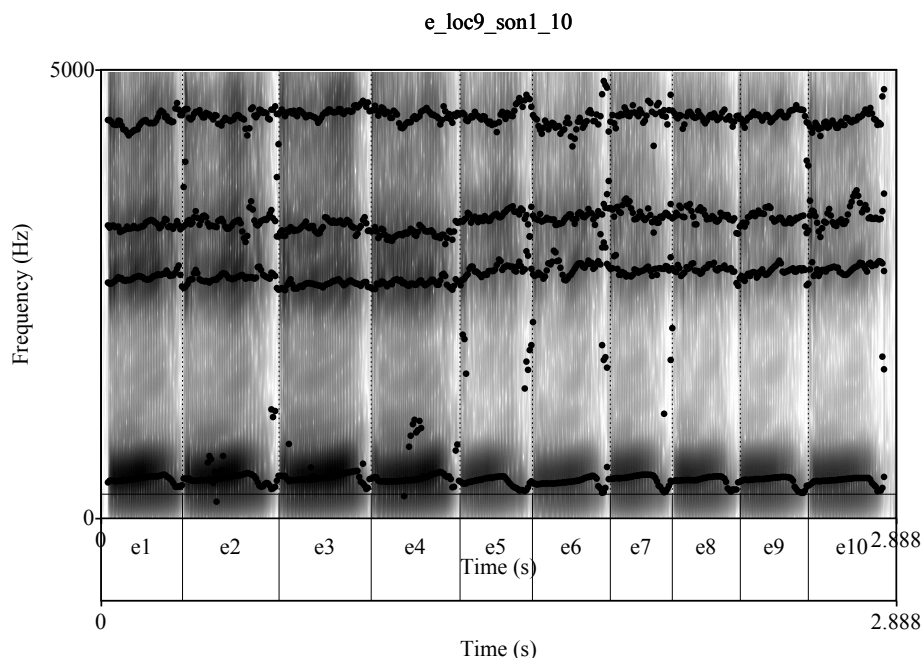 e_loc9_son1_10
5000
Frequency (Hz)
0
0 2.888
e1 e2 e3 e4 e5 e6 e7 e8 e9 e10
Time (s)
0 2.888
Time (s)